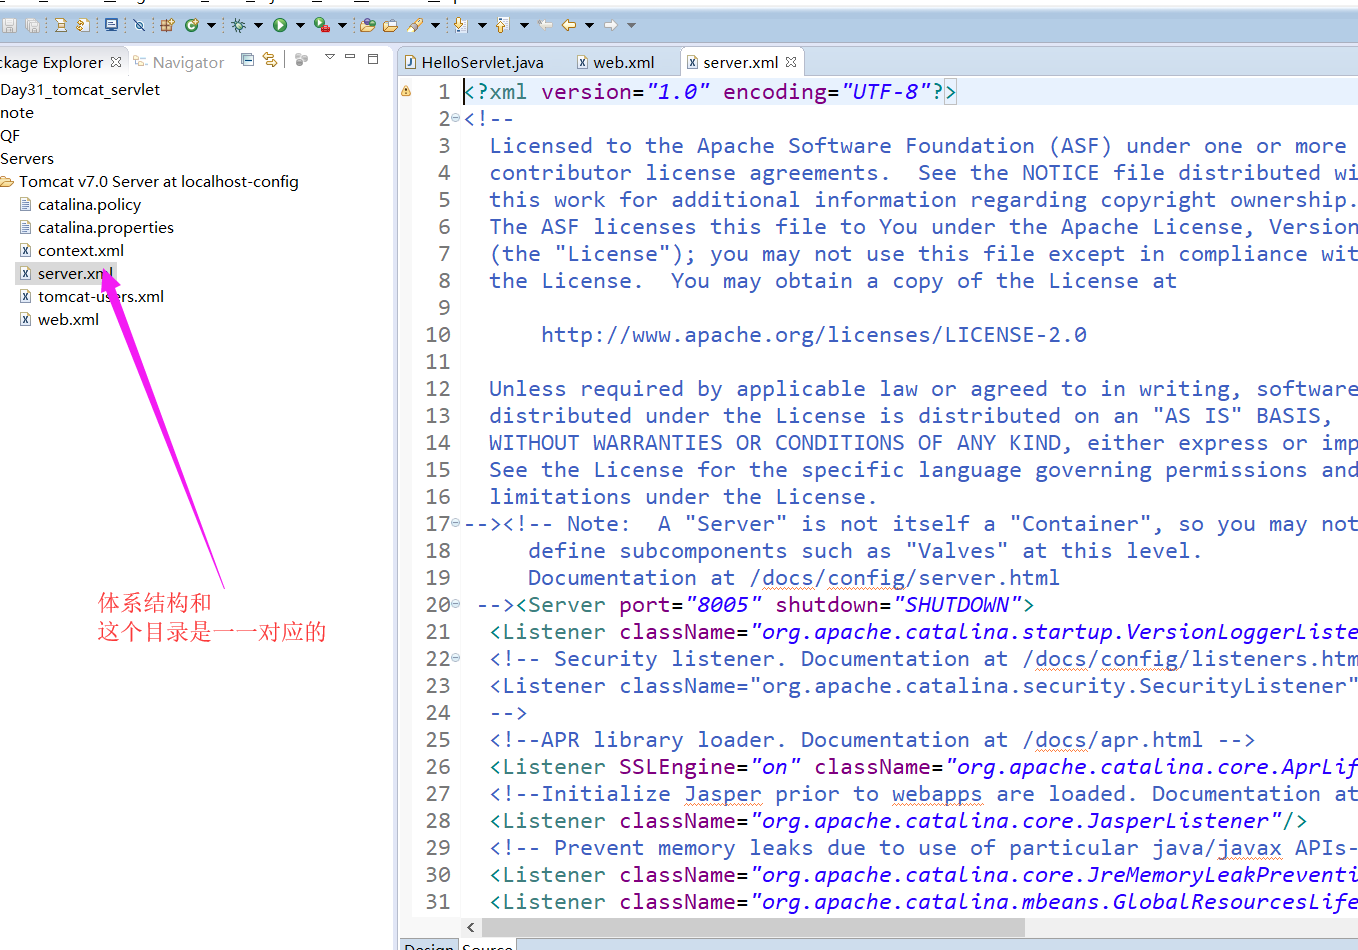 ckage Explorer
Navigator
Day31_tomcat_servlet
note
QF
Servers
Tomcat v7.0 Server at localhost-config
catalina.policy
catalina.properties
context.xml
server.xml
tomcat-users.xml
web.xml
体系结构和
这个目录是一一对应的
HelloServlet.java
web.xml
server.xml
1 <?xml version="1.0" encoding="UTF-8"?>
2 <!--
3 Licensed to the Apache Software Foundation (ASF) under one or more
4 contributor license agreements.  See the NOTICE file distributed wi
5 this work for additional information regarding copyright ownership.
6 The ASF licenses this file to You under the Apache License, Version
7 (the "License"); you may not use this file except in compliance wit
8 the License.  You may obtain a copy of the License at
9
10 http://www.apache.org/licenses/LICENSE-2.0
11
12 Unless required by applicable law or agreed to in writing, software
13 distributed under the License is distributed on an "AS IS" BASIS,
14 WITHOUT WARRANTIES OR CONDITIONS OF ANY KIND, either express or imp
15 See the License for the specific language governing permissions and
16 limitations under the License.
17 --><!-- Note:  A "Server" is not itself a "Container", so you may not
18 define subcomponents such as "Valves" at this level.
19 Documentation at /docs/config/server.html
20 --><Server port="8005" shutdown="SHUTDOWN">
21 <Listener className="org.apache.catalina.startup.VersionLoggerListe
22 <!-- Security listener. Documentation at /docs/config/listeners.htm
23 <Listener className="org.apache.catalina.security.SecurityListener"
24 -->
25 <!--APR library loader. Documentation at /docs/apr.html -->
26 <Listener SSLEngine="on" className="org.apache.catalina.core.AprLif
27 <!--Initialize Jasper prior to webapps are loaded. Documentation at
28 <Listener className="org.apache.catalina.core.JasperListener"/>
29 <!-- Prevent memory leaks due to use of particular java/javax APIs-
30 <Listener className="org.apache.catalina.core.JreMemoryLeakPreventi
31 <Listener className="org.apache.catalina.mbeans.GlobalResourcesLife
Design Source